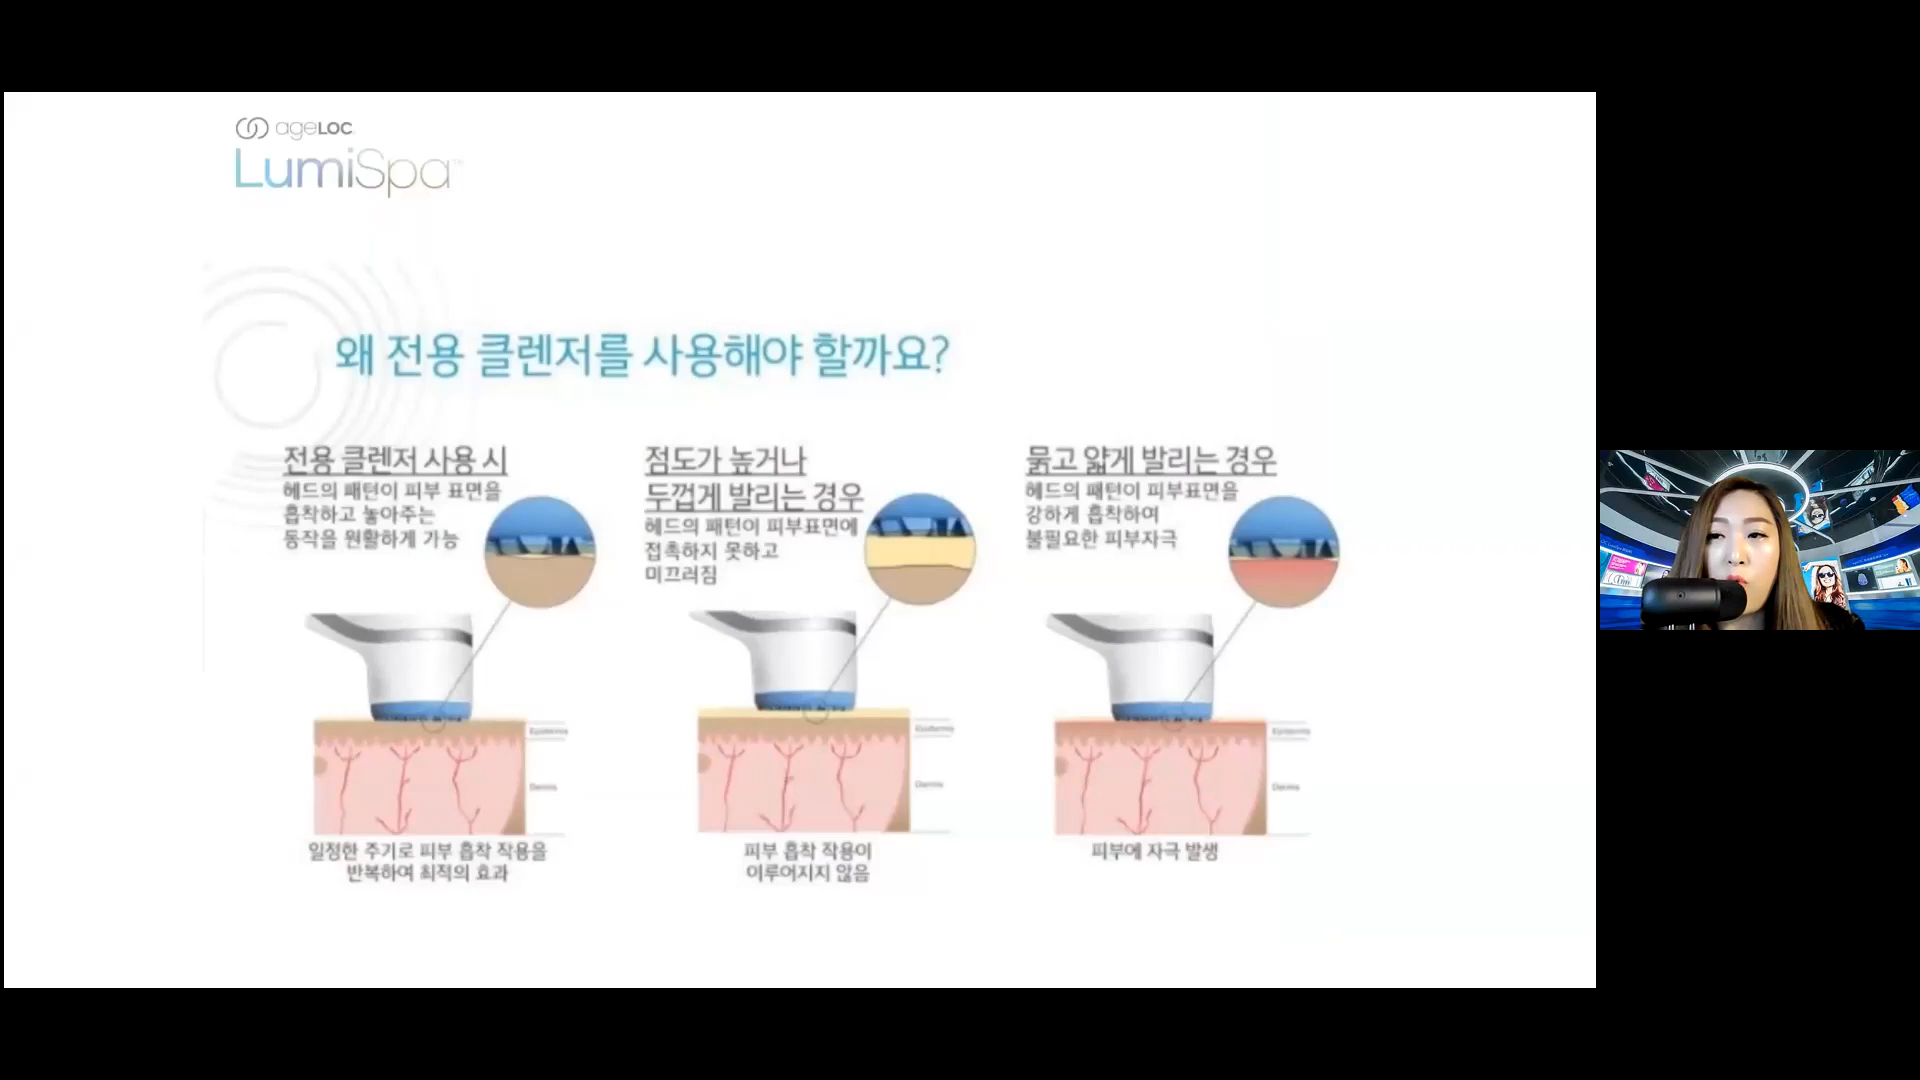 ageLOC
LumiSpa™
왜 전용 클렌저를 사용해야 할까요?
전용 클렌저 사용 시
헤드의 패턴이 피부 표면을
흡착하고 놓아주는
동작을 원활하게 가능
점도가 높거나
두껍게 발리는 경우
헤드의 패턴이 피부표면에
접촉하지 못하고
미끄러짐
묽고 얇게 발리는 경우
헤드의 패턴이 피부표면을
강하게 흡착하여
불필요한 피부자극
Epidermis
Dermis
Epidermis
Dermis
Epidermis
Dermis
일정한 주기로 피부 흡착 작용을
반복하여 최적의 효과
피부 흡착 작용이
이루어지지 않음
피부에 자극 발생